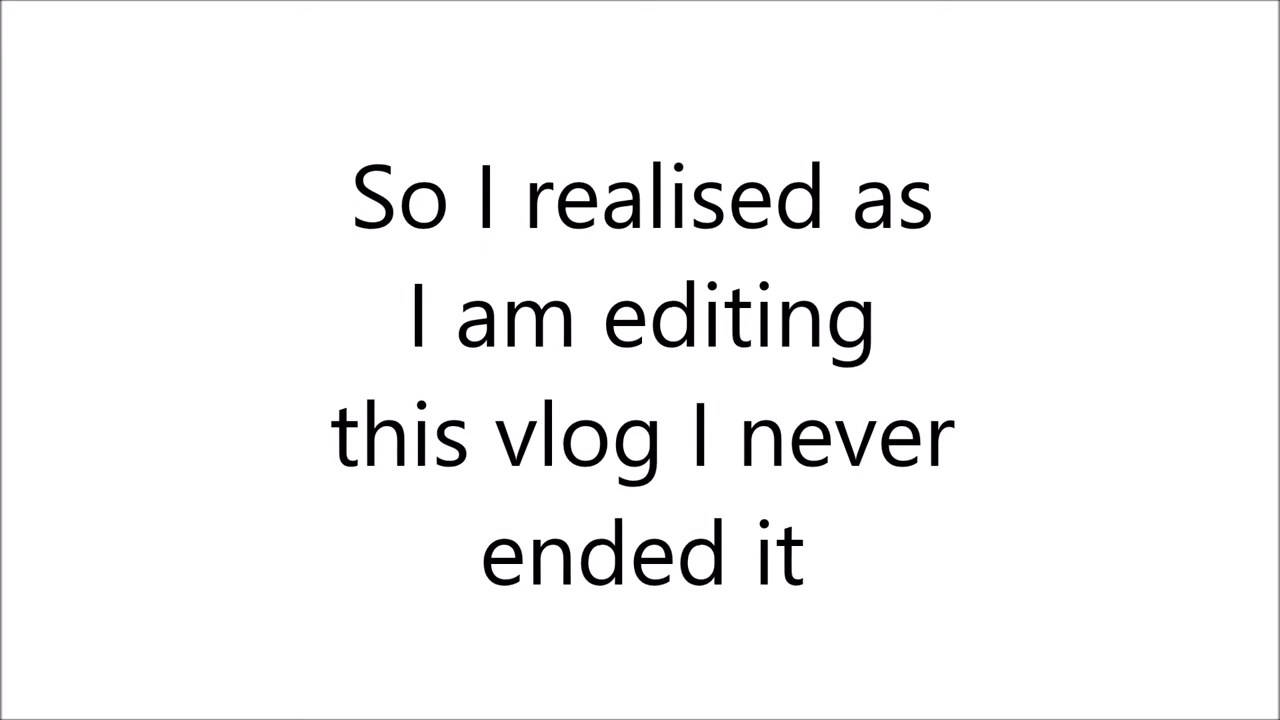 So I realised as
I am editing
this vlog I never
ended it